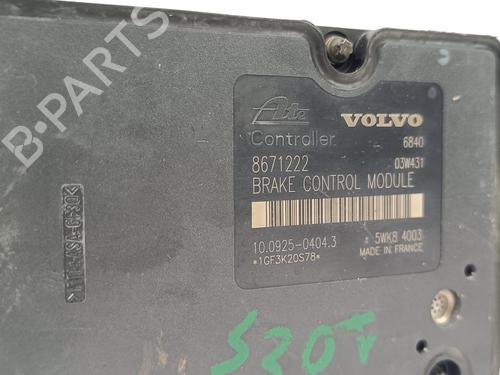 B-PARTS
Ate VOLVO
Controller 6840
8671222 03W431
BRAKE CONTROL MODULE
10.0925-0404.3 5WK8 4003
*1GF3K20S78* MADE IN FRANCE